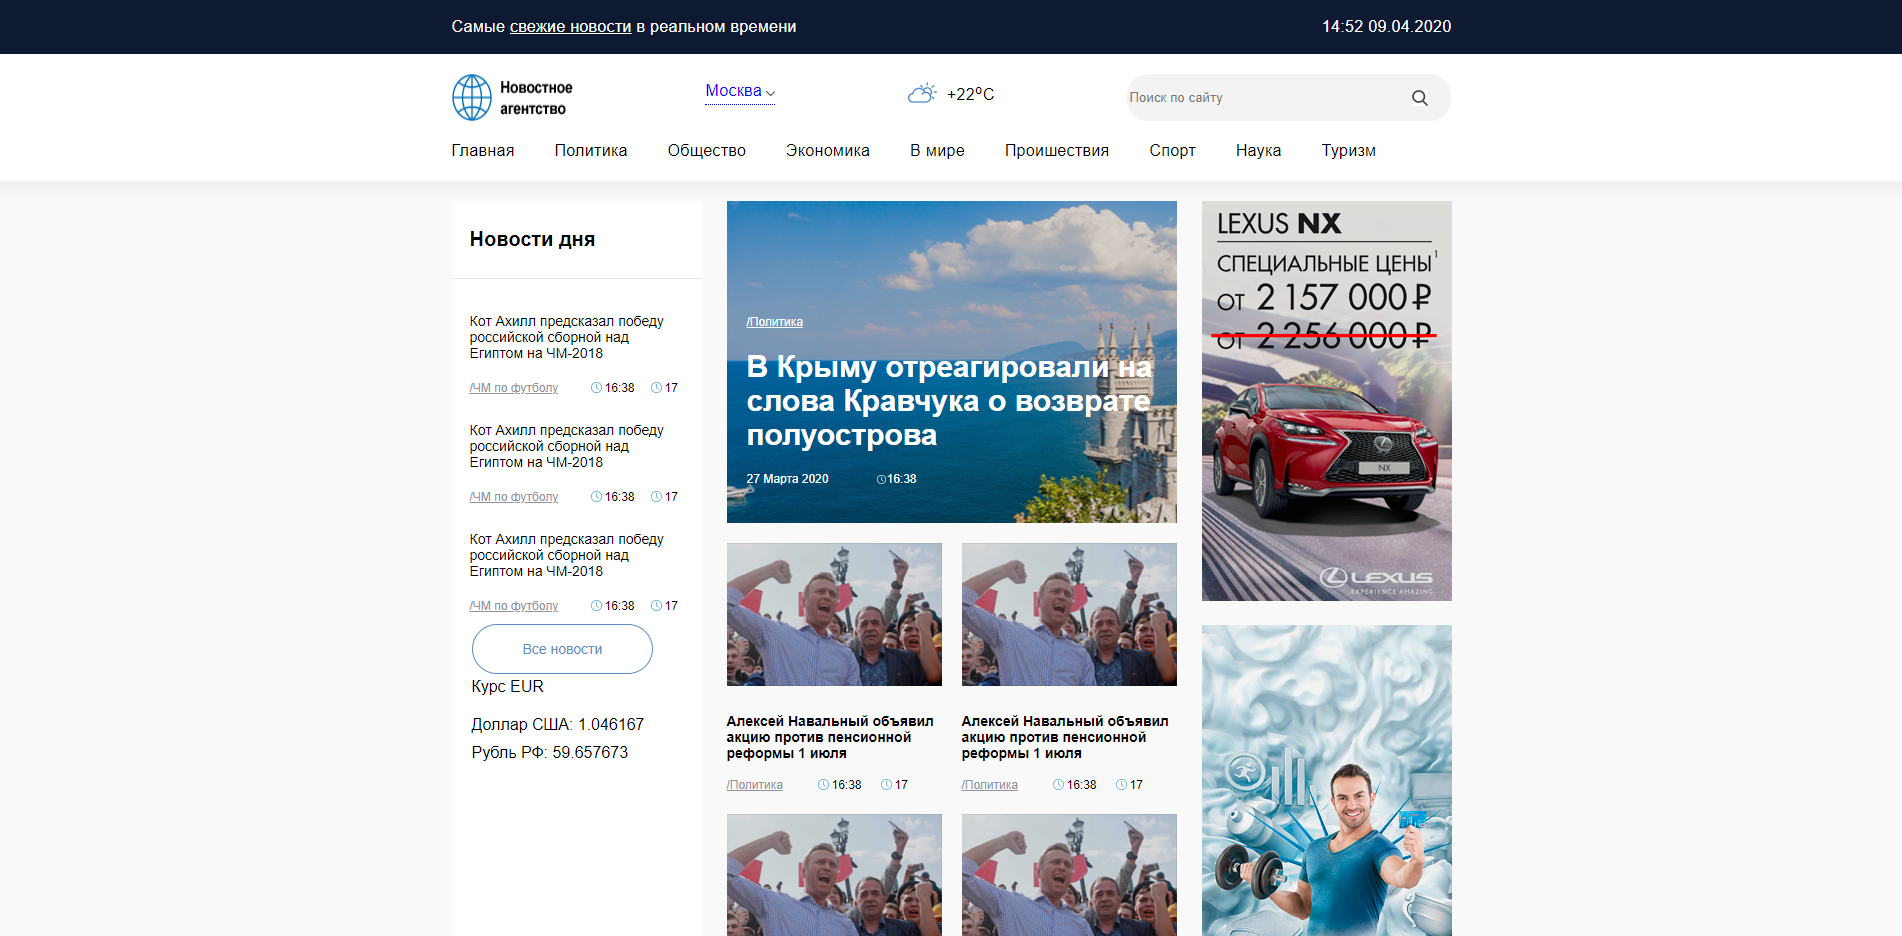 Самые свежие новости в реальном времени
14:52 09.04.2020
Новостное
агентство
Москва
+22ºC
Поиск по сайту
Главная Политика Общество Экономика В мире Проишествия Спорт Наука Туризм
Новости дня
Кот Ахилл предсказал победу
российской сборной над
Египтом на ЧМ-2018
/ЧМ по футболу 16:38 17
Кот Ахилл предсказал победу
российской сборной над
Египтом на ЧМ-2018
/ЧМ по футболу 16:38 17
Кот Ахилл предсказал победу
российской сборной над
Египтом на ЧМ-2018
/ЧМ по футболу 16:38 17
Все новости
Курс EUR
Доллар США: 1.046167
Рубль РФ: 59.657673
/Политика
В Крыму отреагировали на
слова Кравчука о возврате
полуострова
27 Марта 2020 16:38
Алексей Навальный объявил
акцию против пенсионной
реформы 1 июля
/Политика 16:38 17
Алексей Навальный объявил
акцию против пенсионной
реформы 1 июля
/Политика 16:38 17
LEXUS NX
СПЕЦИАЛЬНЫЕ ЦЕНЫ¹
ОТ 2 157 000 ₽
ОТ 2 256 000 ₽
NX
LEXUS
EXPERIENCE AMAZING